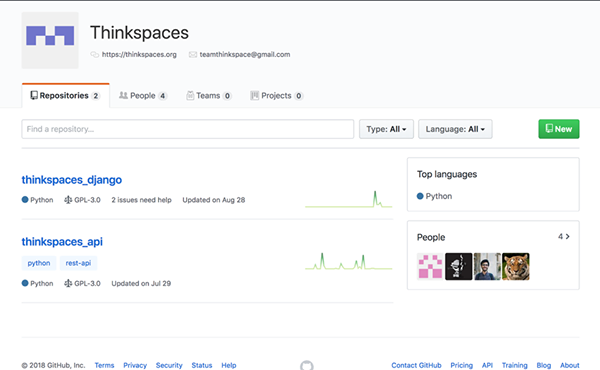 Thinkspaces
https://thinkspaces.org teamthinkspace@gmail.com
Repositories 2 People 4 Teams 0 Projects 0
Find a repository... Type: All Language: All New
thinkspaces_django
Python GPL-3.0 2 issues need help Updated on Aug 28
thinkspaces_api
python rest-api
Python GPL-3.0 Updated on Jul 29
Top languages
Python
People 4
© 2018 GitHub, Inc. Terms Privacy Security Status Help Contact GitHub Pricing API Training Blog About